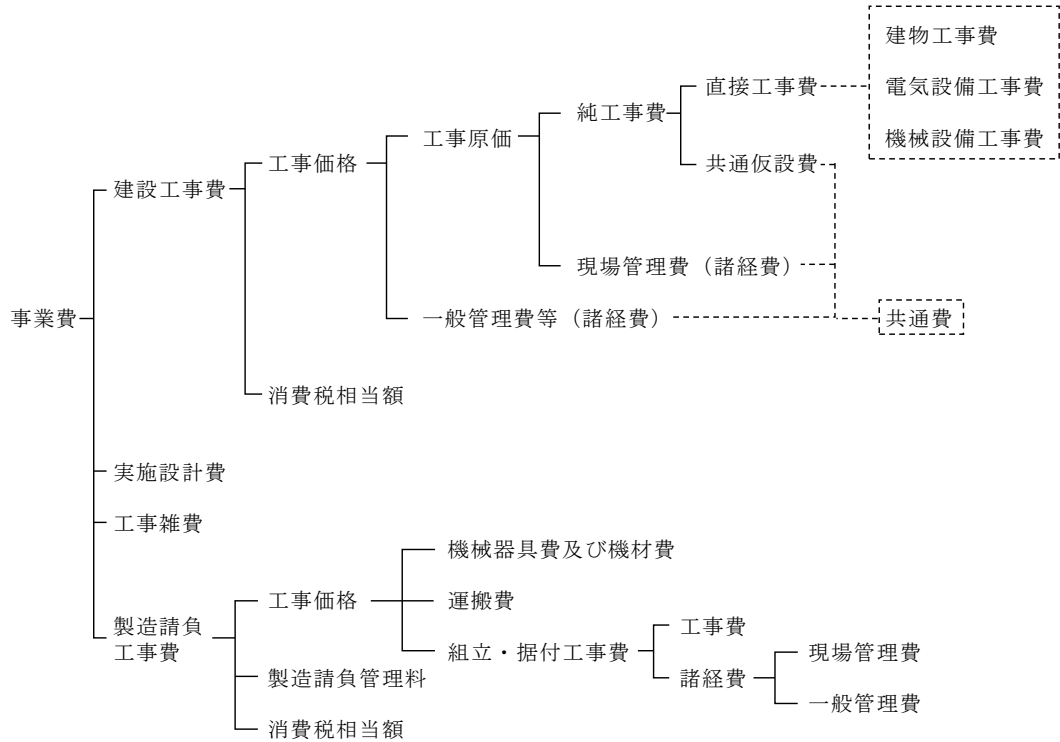 建物工事費
電気設備工事費
機械設備工事費
直接工事費
純工事費
工事原価
工事価格
共通仮設費
建設工事費
現場管理費（諸経費）
事業費
一般管理費等（諸経費）
共通費
消費税相当額
実施設計費
工事雑費
機械器具費及び機材費
工事価格
運搬費
製造請負
工事費
組立・据付工事費
工事費
諸経費
現場管理費
一般管理費
製造請負管理料
消費税相当額